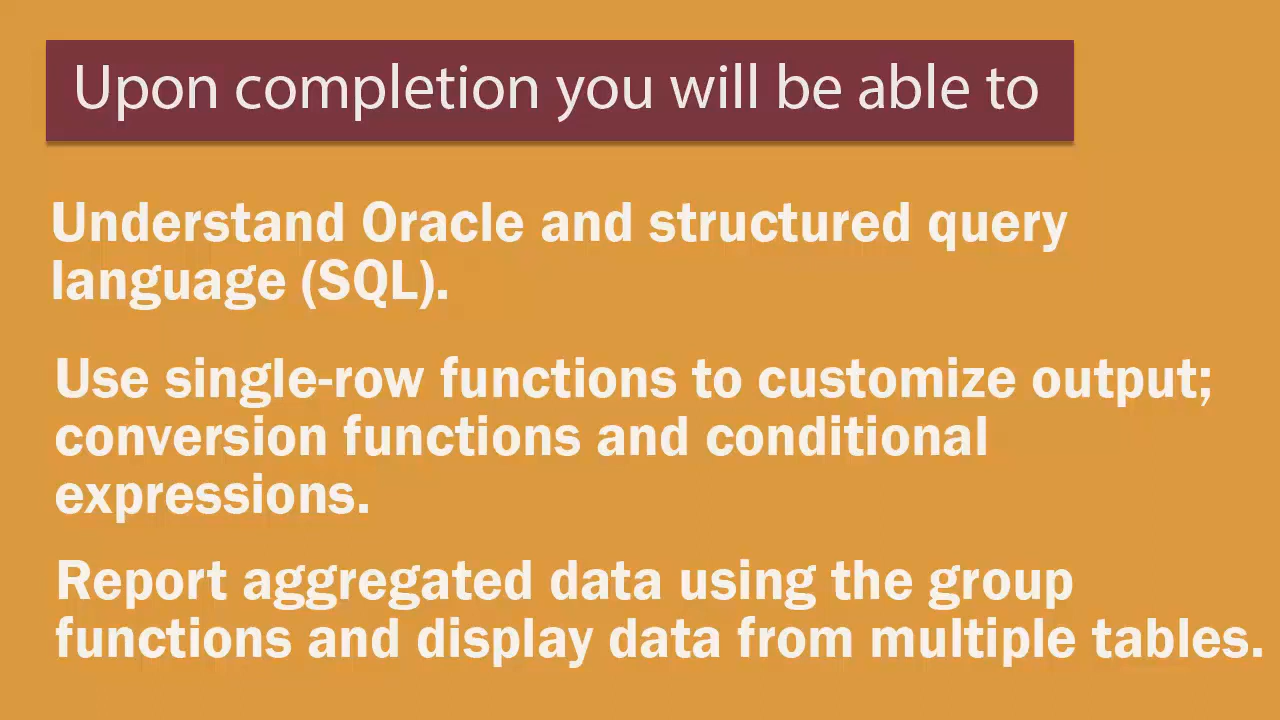 Upon completion you will be able to
Understand Oracle and structured query
language (SQL).
Use single-row functions to customize output;
conversion functions and conditional
expressions.
Report aggregated data using the group
functions and display data from multiple tables.